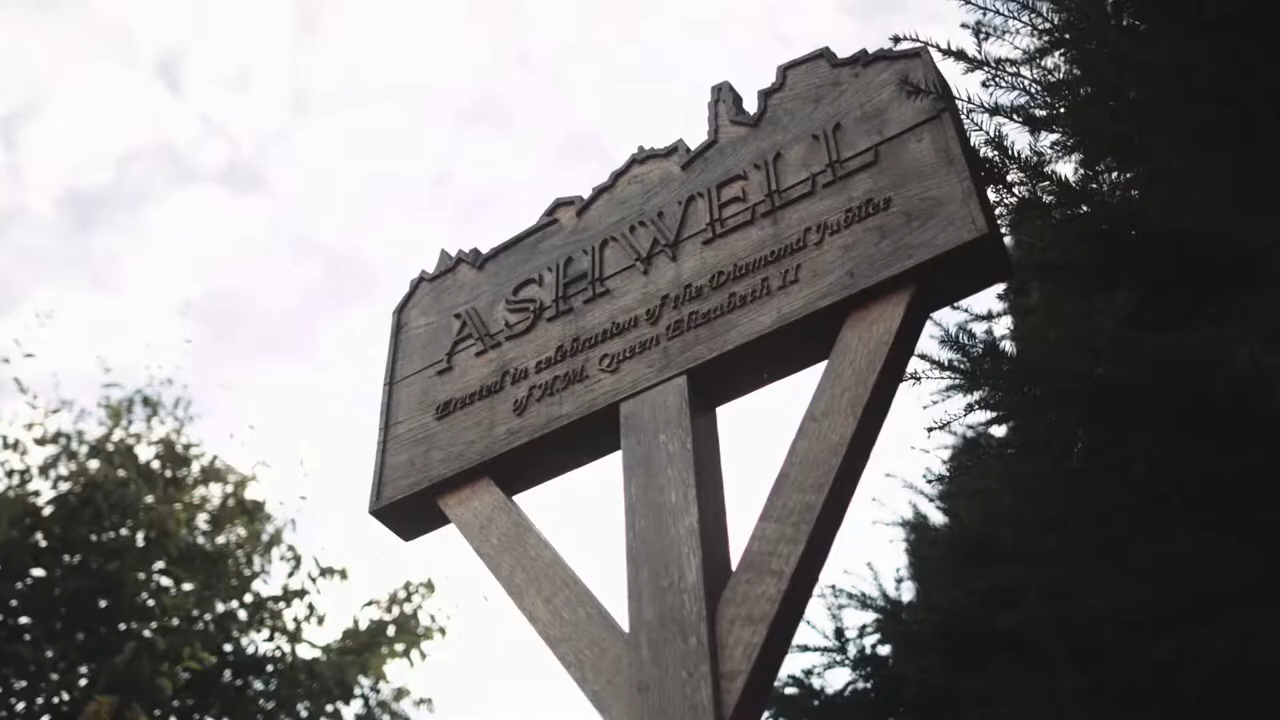 ASHWELL
Erected in celebration of the Diamond Jubilee
of H.M. Queen Elizabeth II